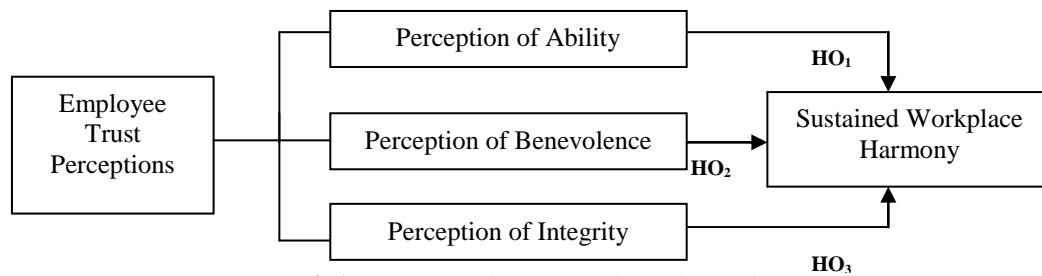 Perception of Ability
HO₁
Employee
Trust
Perceptions
Sustained Workplace
Harmony
Perception of Benevolence
HO₂
Perception of Integrity
HO₃